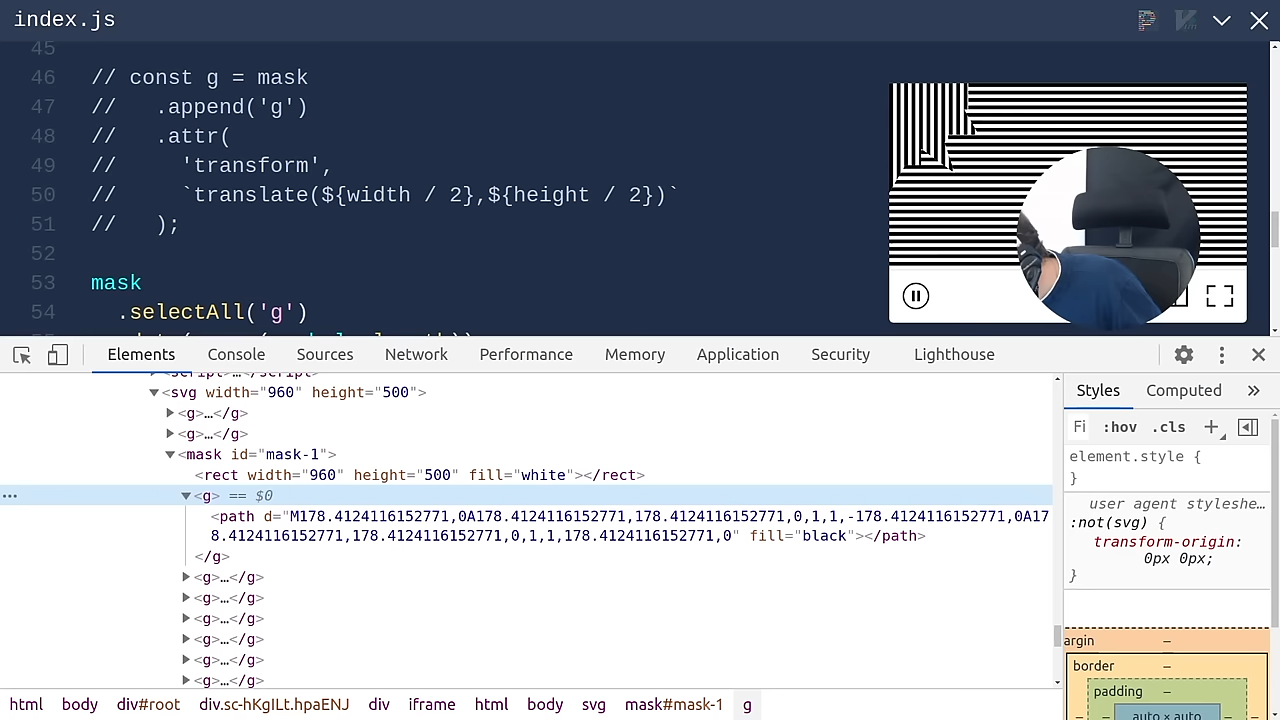 index.js
45
46 // const g = mask
47 //   .append('g')
48 //   .attr(
49 //     'transform',
50 //     `translate(${width / 2},${height / 2})`
51 //   );
52
53 mask
54   .selectAll('g')
Elements Console Sources Network Performance Memory Application Security Lighthouse
<script>…</script>
<svg width="960" height="500">
<g>…</g>
<g>…</g>
<mask id="mask-1">
<rect width="960" height="500" fill="white"></rect>
<g> == $0
<path d="M178.4124116152771,0A178.4124116152771,178.4124116152771,0,1,1,-178.4124116152771,0A17
8.4124116152771,178.4124116152771,0,1,1,178.4124116152771,0" fill="black"></path>
</g>
<g>…</g>
<g>…</g>
<g>…</g>
<g>…</g>
<g>…</g>
<g>…</g>
html body div#root div.sc-hKgILt.hpaENJ div iframe html body svg mask#mask-1 g
Styles Computed »
Fi :hov .cls +
element.style {
}
user agent styleshe…
:not(svg) {
transform-origin:
0px 0px;
}
argin –
border –
padding –
– – auto × auto – –